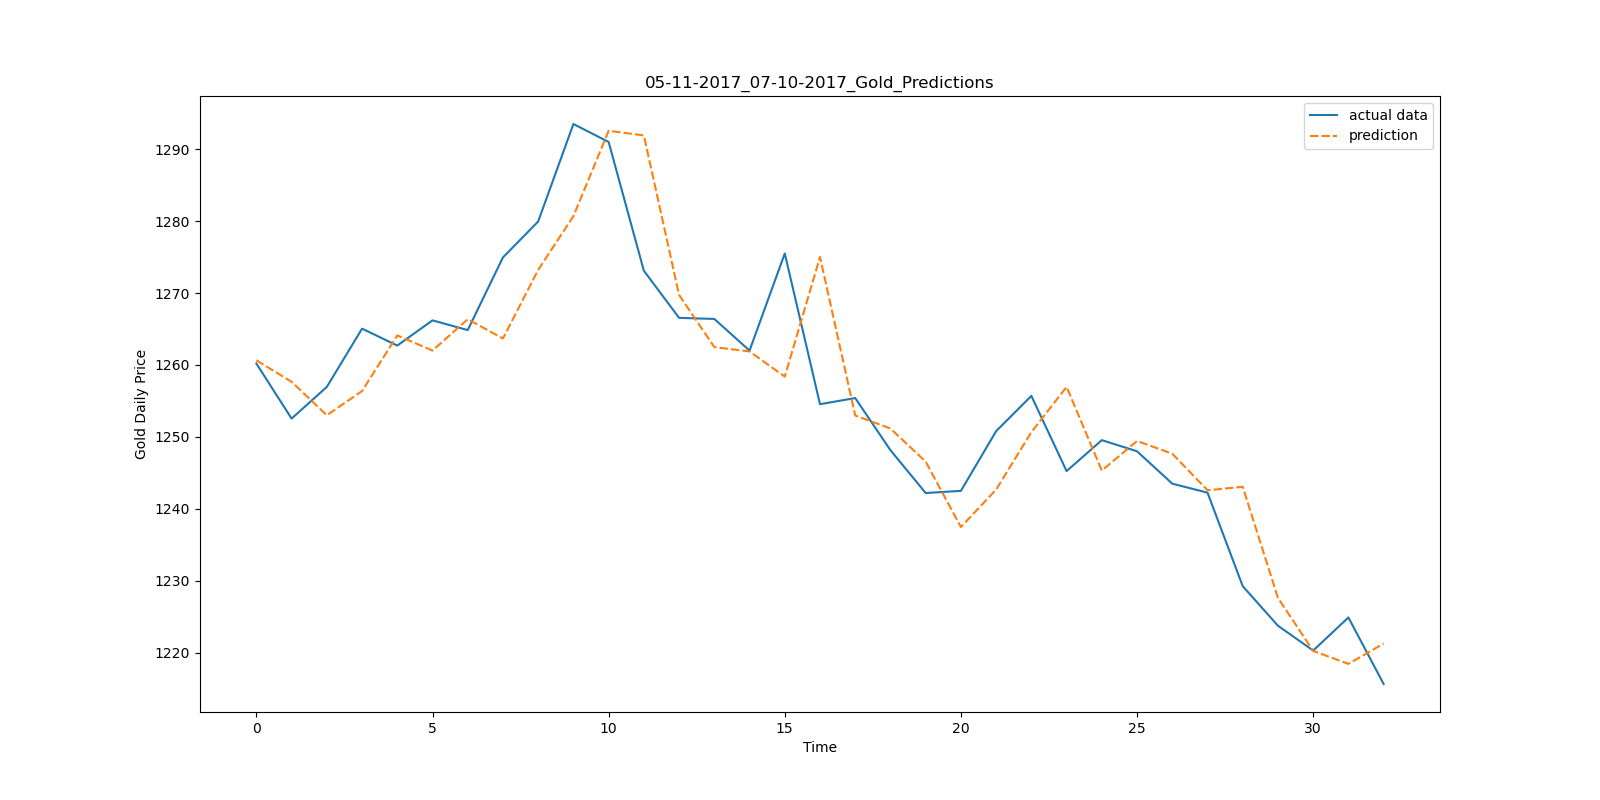 05-11-2017_07-10-2017_Gold_Predictions
actual data
prediction
1290
1280
1270
1260
1250
1240
1230
1220
Gold Daily Price
0 5 10 15 20 25 30
Time